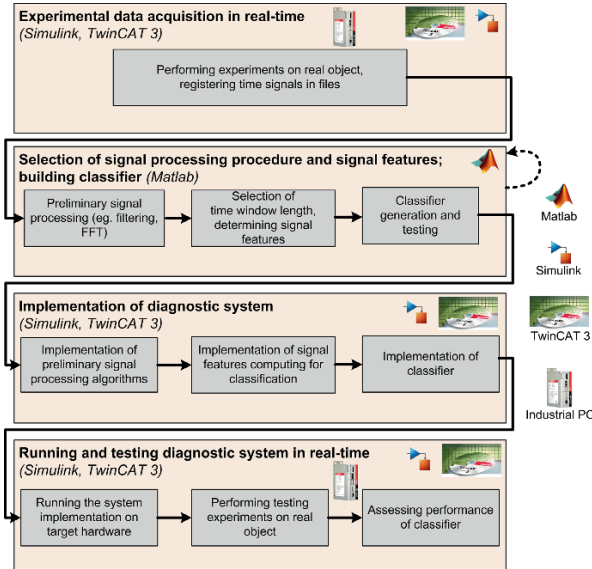 Experimental data acquisition in real-time
(Simulink, TwinCAT 3)
Performing experiments on real object,
registering time signals in files
Selection of signal processing procedure and signal features;
building classifier (Matlab)
Preliminary signal
processing (eg. filtering,
FFT)
Selection of
time window length,
determining signal
features
Classifier
generation and
testing
Matlab
Simulink
TwinCAT 3
Industrial PC
Implementation of diagnostic system
(Simulink, TwinCAT 3)
Implementation of
preliminary signal
processing algorithms
Implementation of signal
features computing for
classification
Implementation of
classifier
Running and testing diagnostic system in real-time
(Simulink, TwinCAT 3)
Running the system
implementation on
target hardware
Performing testing
experiments on real
object
Assessing performance
of classifier